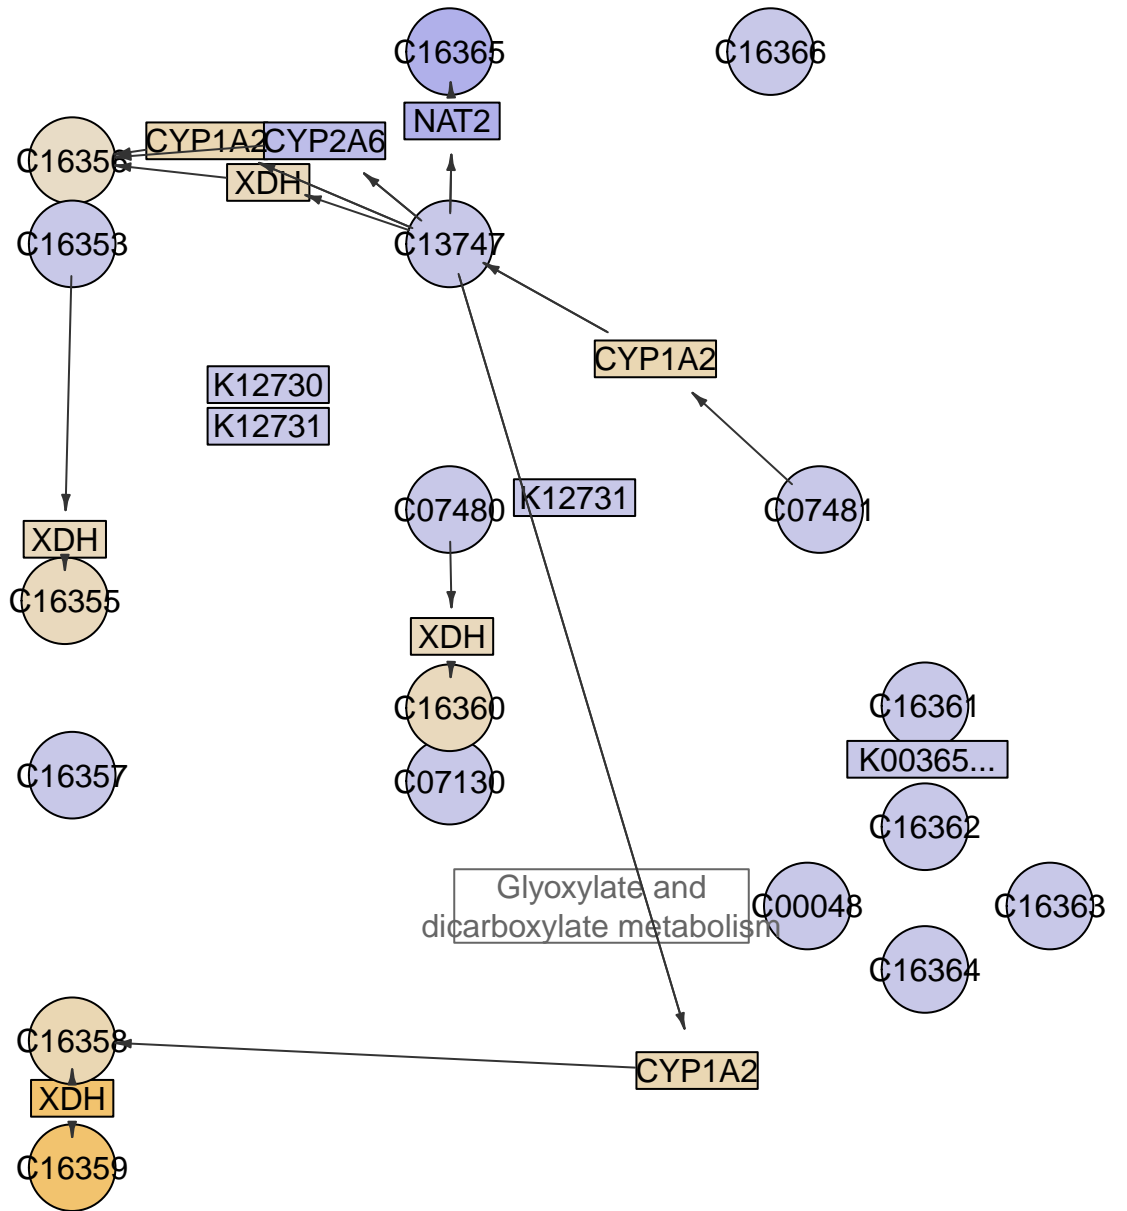 C16365
C16366
NAT2
CYP1A2
CYP2A6
C16356
XDH
C16353
C13747
CYP1A2
K12730
K12731
K12731
C07480
C07481
XDH
C16355
XDH
C16360
C16361
K00365...
C16357
C07130
C16362
Glyoxylate and
dicarboxylate metabolism
C00048
C16363
C16364
C16358
CYP1A2
XDH
C16359